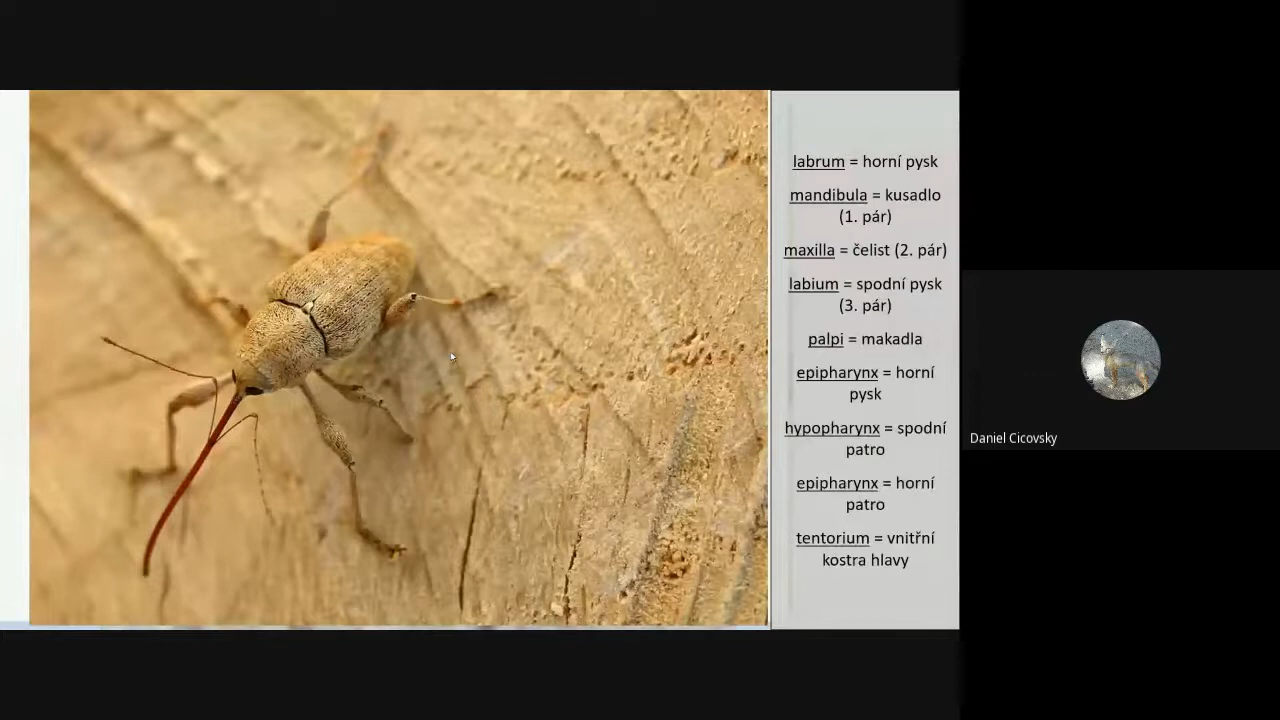 labrum = horní pysk
mandibula = kusadlo
(1. pár)
maxilla = čelist (2. pár)
labium = spodní pysk
(3. pár)
palpi = makadla
epipharynx = horní
pysk
hypopharynx = spodní
patro
epipharynx = horní
patro
tentorium = vnitřní
kostra hlavy
Daniel Cicovsky